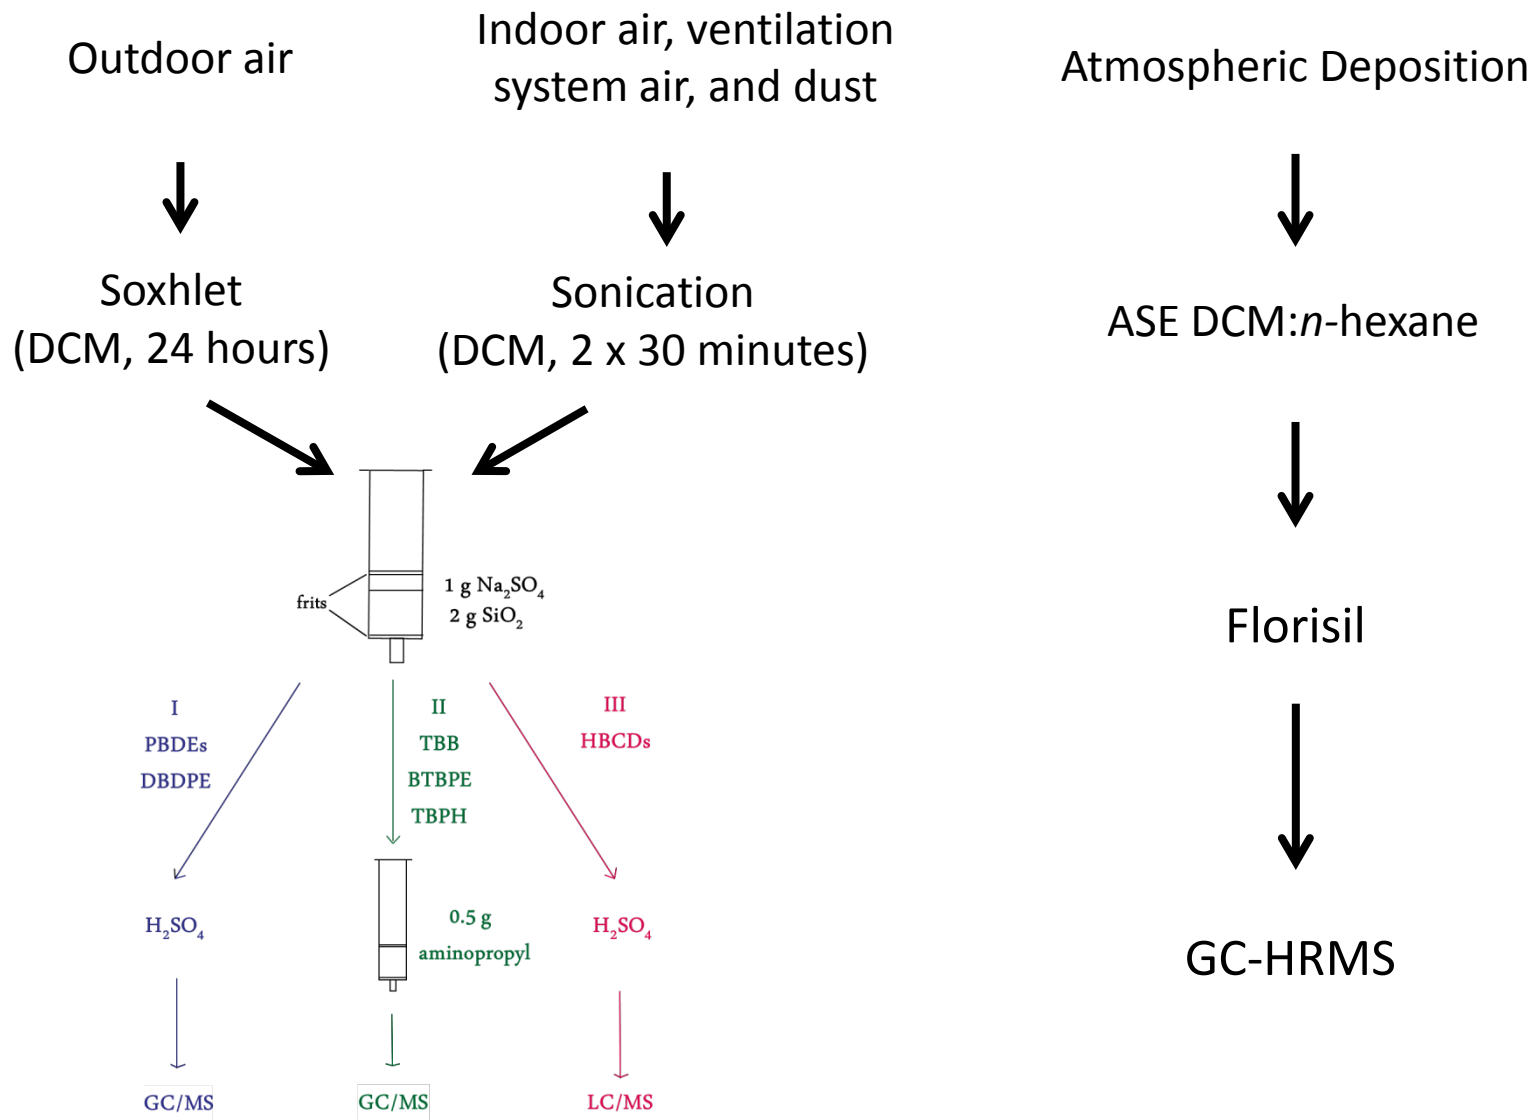 Outdoor air
Indoor air, ventilation
system air, and dust
Atmospheric Deposition
Soxhlet
(DCM, 24 hours)
Sonication
(DCM, 2 x 30 minutes)
ASE DCM:n-hexane
frits
1 g Na₂SO₄
2 g SiO₂
Florisil
I
PBDEs
DBDPE
II
TBB
BTBPE
TBPH
III
HBCDs
H₂SO₄
0.5 g
aminopropyl
H₂SO₄
GC-HRMS
GC/MS
GC/MS
LC/MS